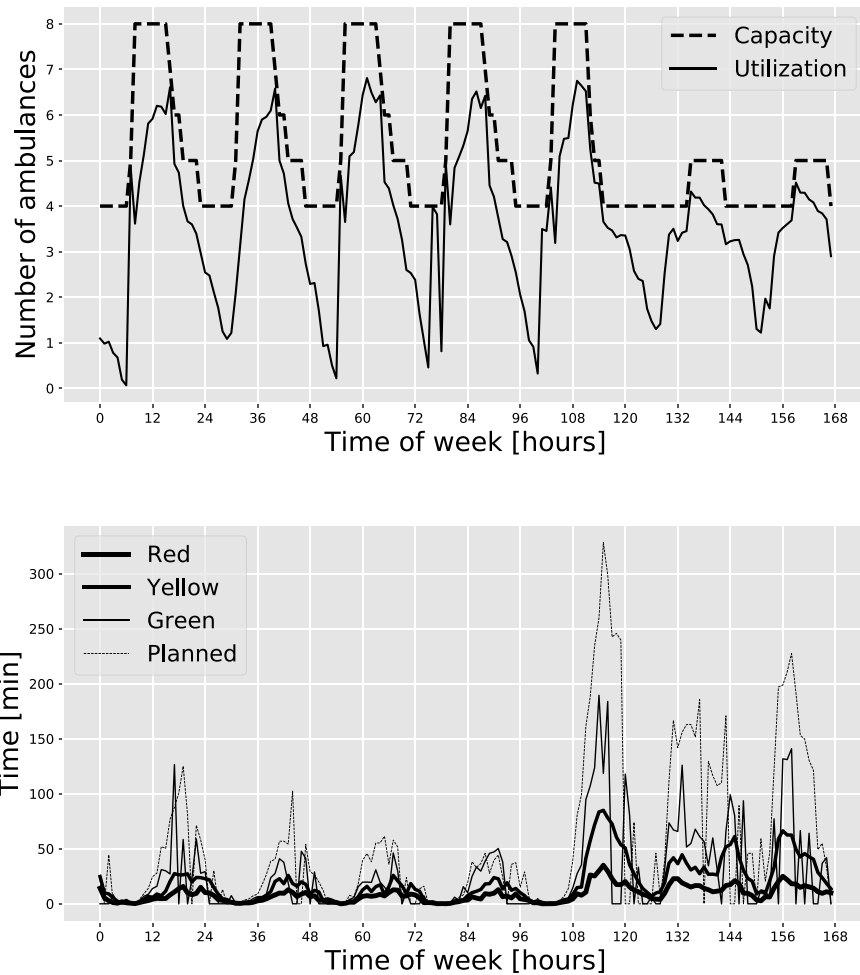 Number of ambulances
8
7
6
5
4
3
2
1
0
Capacity
Utilization
0 12 24 36 48 60 72 84 96 108 120 132 144 156 168
Time of week [hours]
Time [min]
300
250
200
150
100
50
0
Red
Yellow
Green
Planned
0 12 24 36 48 60 72 84 96 108 120 132 144 156 168
Time of week [hours]